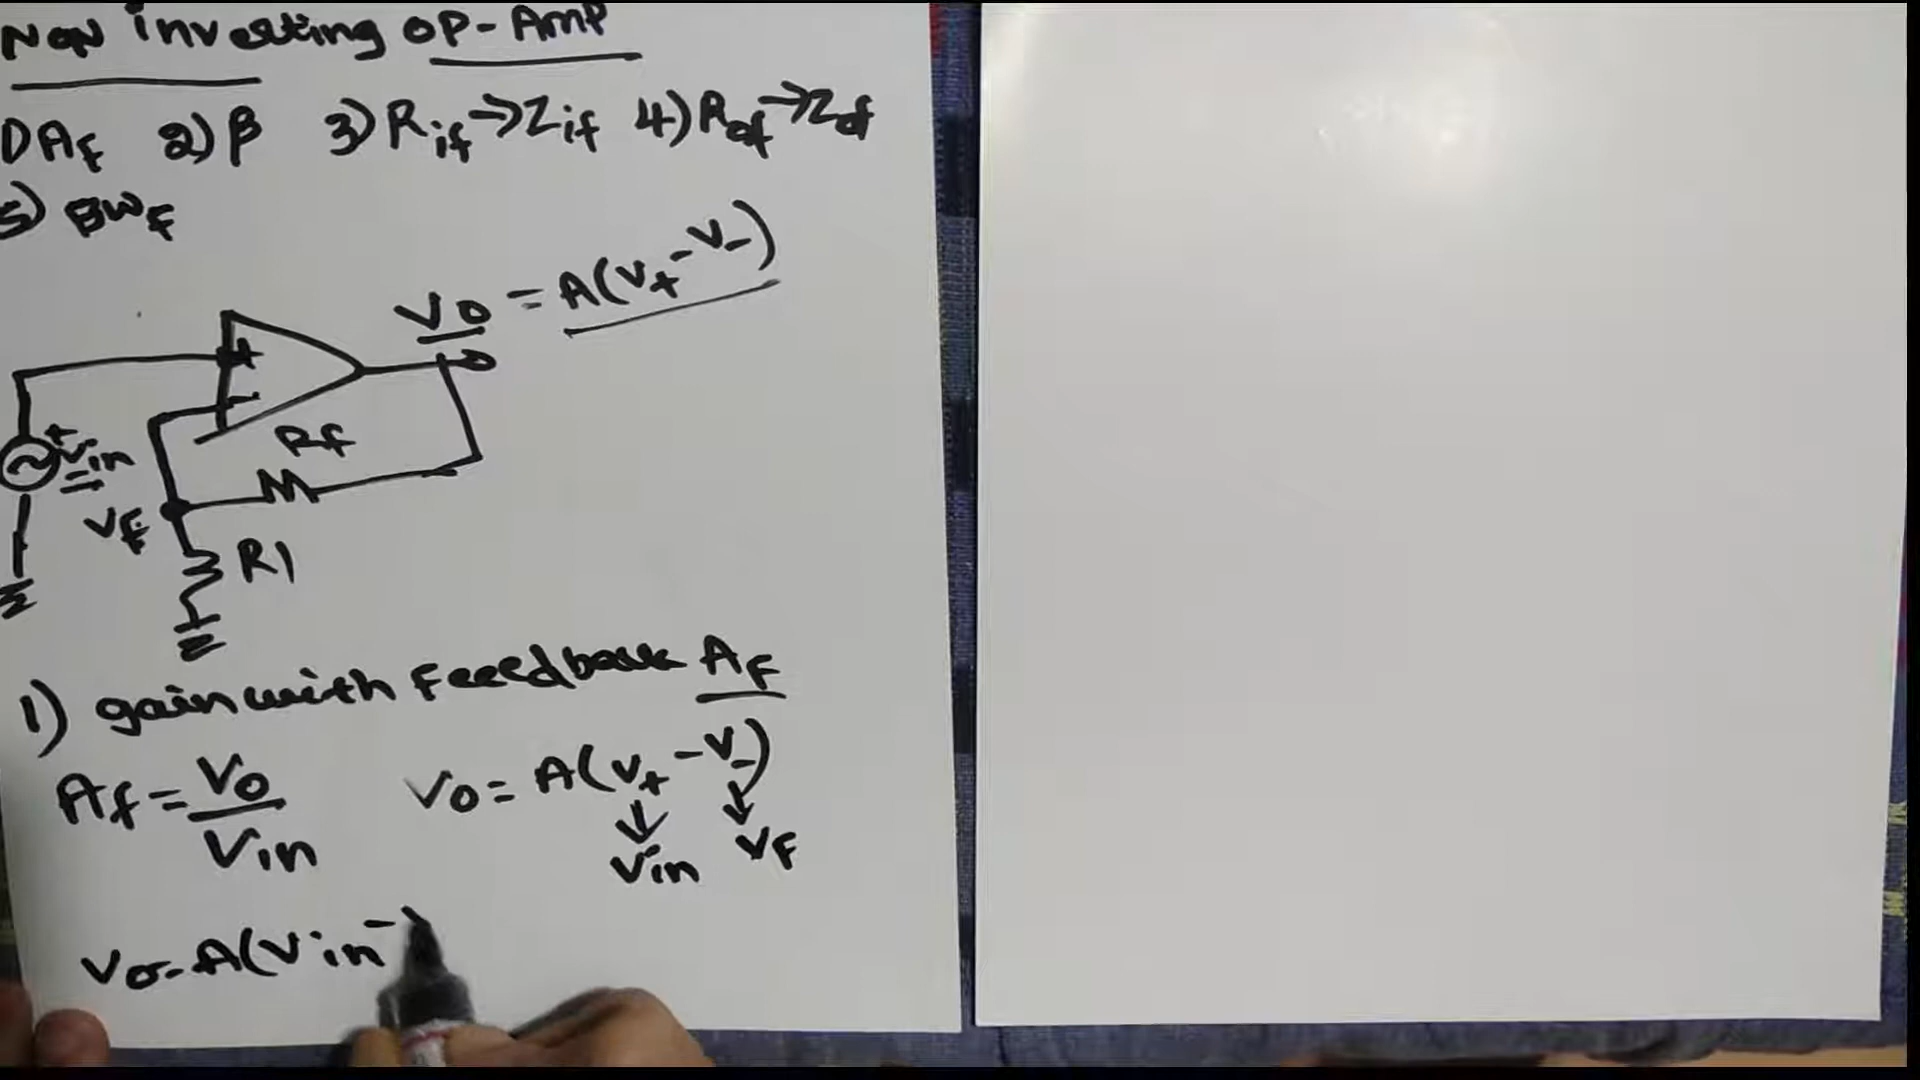 Non inverting OP-AMP
1) AF 2) β 3) Rif→Zif 4) Rof→Zof
5) BWF
Vo = A(V+ - V-)
+
-
Rf
+
Vin
VF
R1
1) gain with Feedback AF
Af = Vo/Vin Vo = A(V+ - V-)
↓ ↓
Vin VF
Vo = A(Vin -